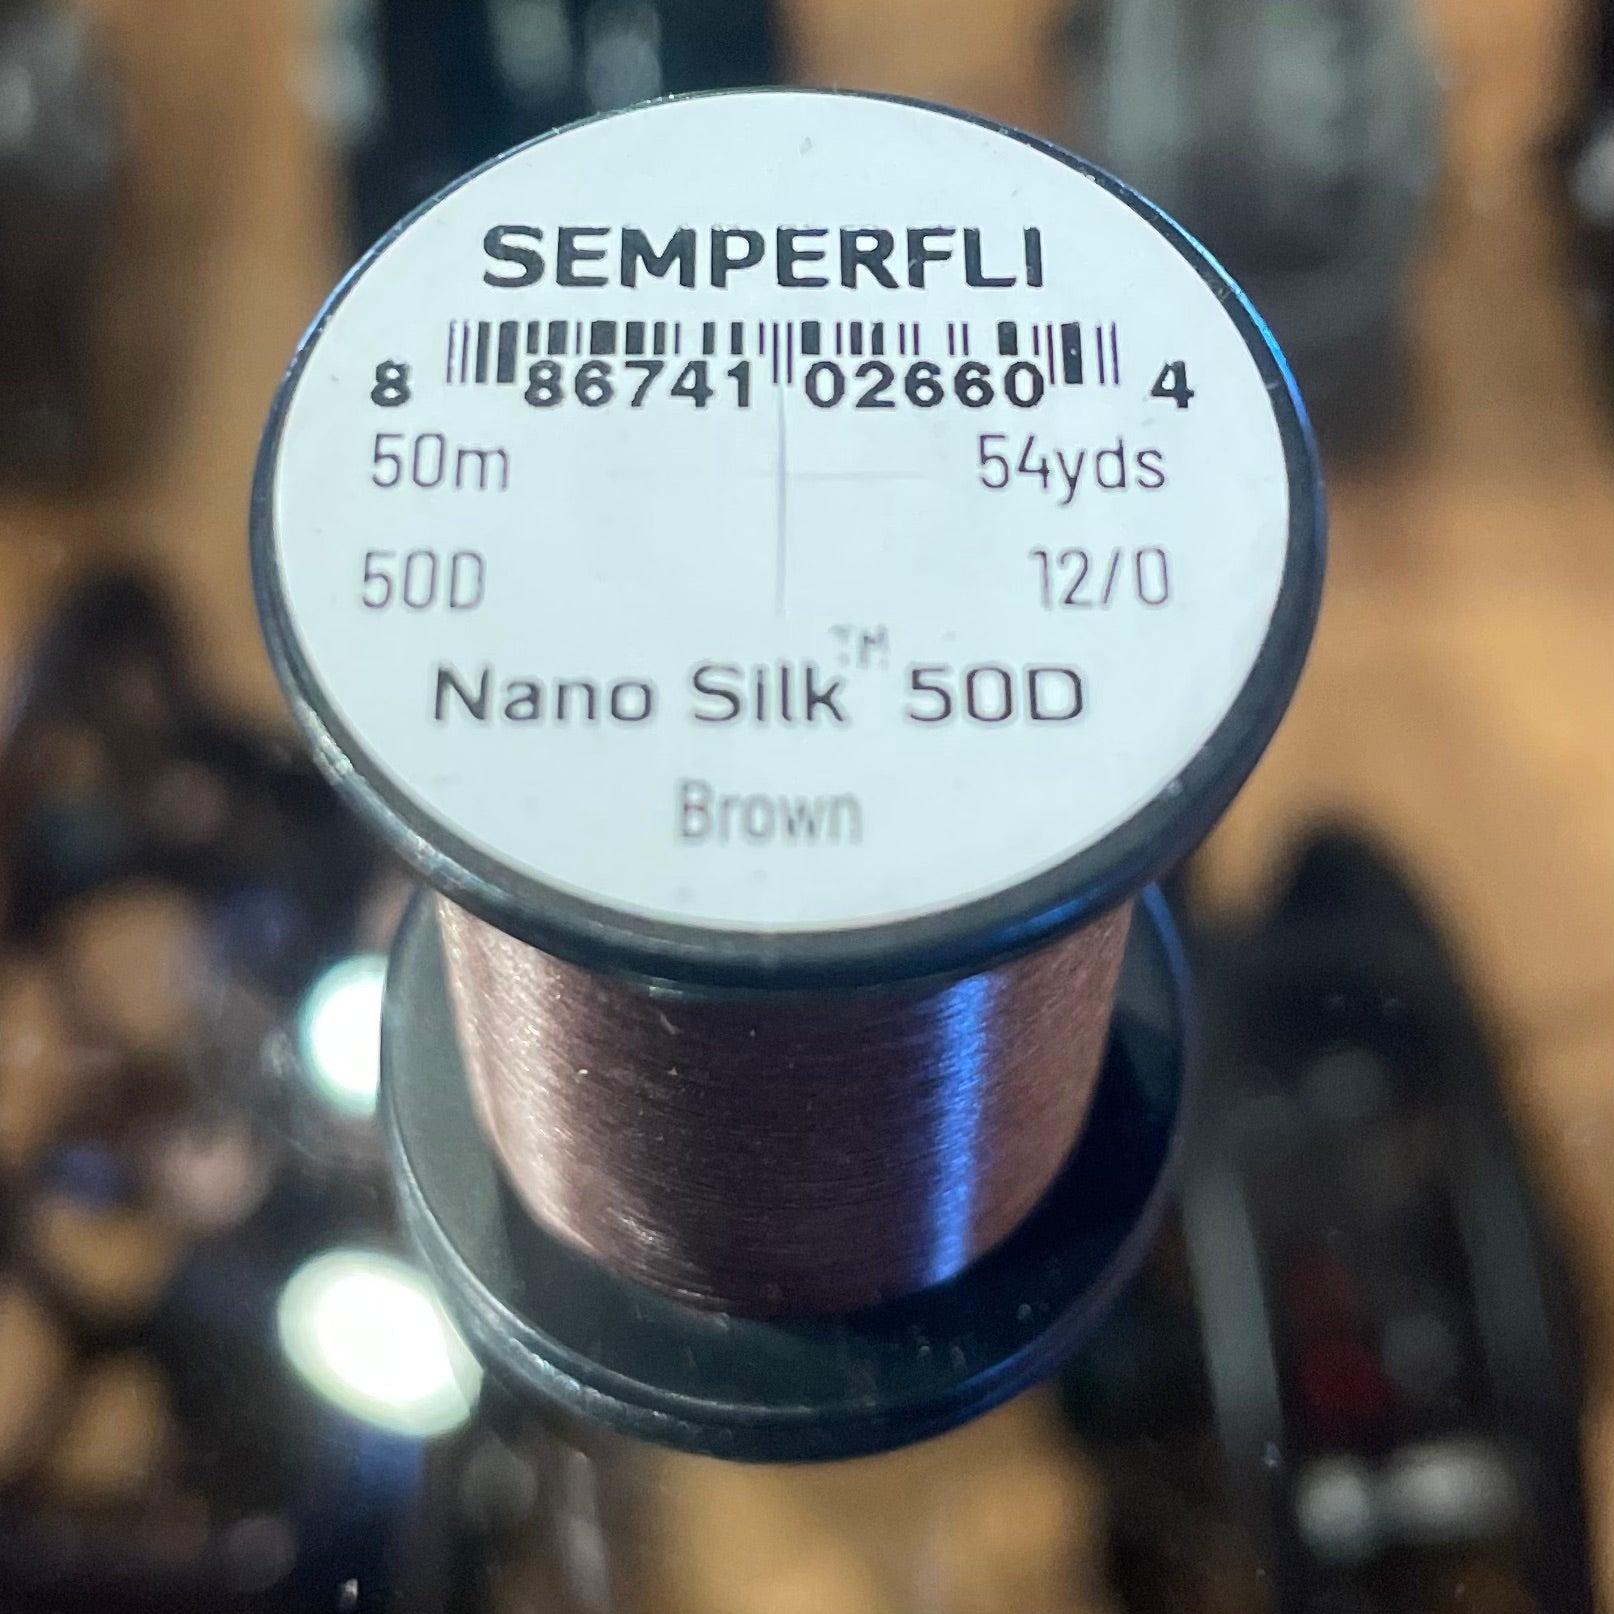 SEMPERFLI
8 86741 02660 4
50m 54yds
50D 12/0
Nano Silk™ 50D
Brown